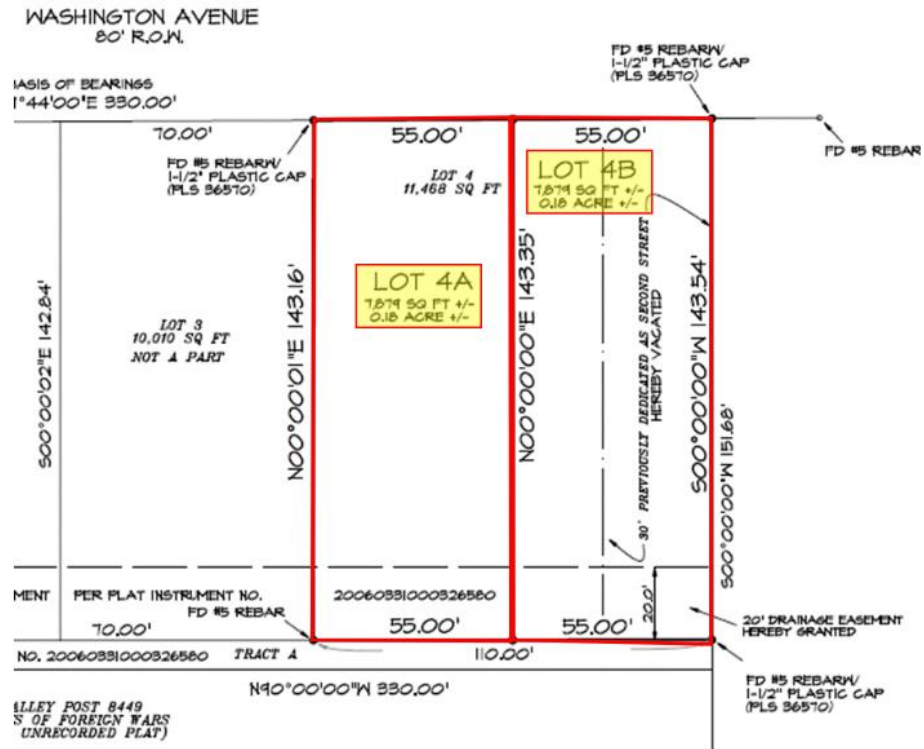 WASHINGTON AVENUE
80' R.O.W.
BASIS OF BEARINGS
1°44'00"E 330.00'
FD #5 REBARW/
1-1/2" PLASTIC CAP
(PLS 36570)
FD #5 REBAR
70.00'
55.00'
55.00'
FD #5 REBARW/
1-1/2" PLASTIC CAP
(PLS 36570)
LOT 4
11,468 SQ FT
LOT 4B
7,879 SQ FT +/-
0.18 ACRE +/-
LOT 4A
7,879 SQ FT +/-
0.18 ACRE +/-
LOT 3
10,010 SQ FT
NOT A PART
S00°00'02"E 142.84'
N00°00'01"E 143.16'
N00°00'00"E 143.35'
30' PREVIOUSLY DEDICATED AS SECOND STREET
HEREBY VACATED
S00°00'00"W 143.54'
S00°00'00"W 151.68'
MENT PER PLAT INSTRUMENT NO. 20060331000326580
FD #5 REBAR
20.0'
20' DRAINAGE EASEMENT
HEREBY GRANTED
70.00'
55.00'
55.00'
NO. 20060331000326580 TRACT A
110.00'
N90°00'00"W 330.00'
FD #5 REBARW/
1-1/2" PLASTIC CAP
(PLS 36570)
ALLEY POST 8449
S OF FOREIGN WARS
UNRECORDED PLAT)